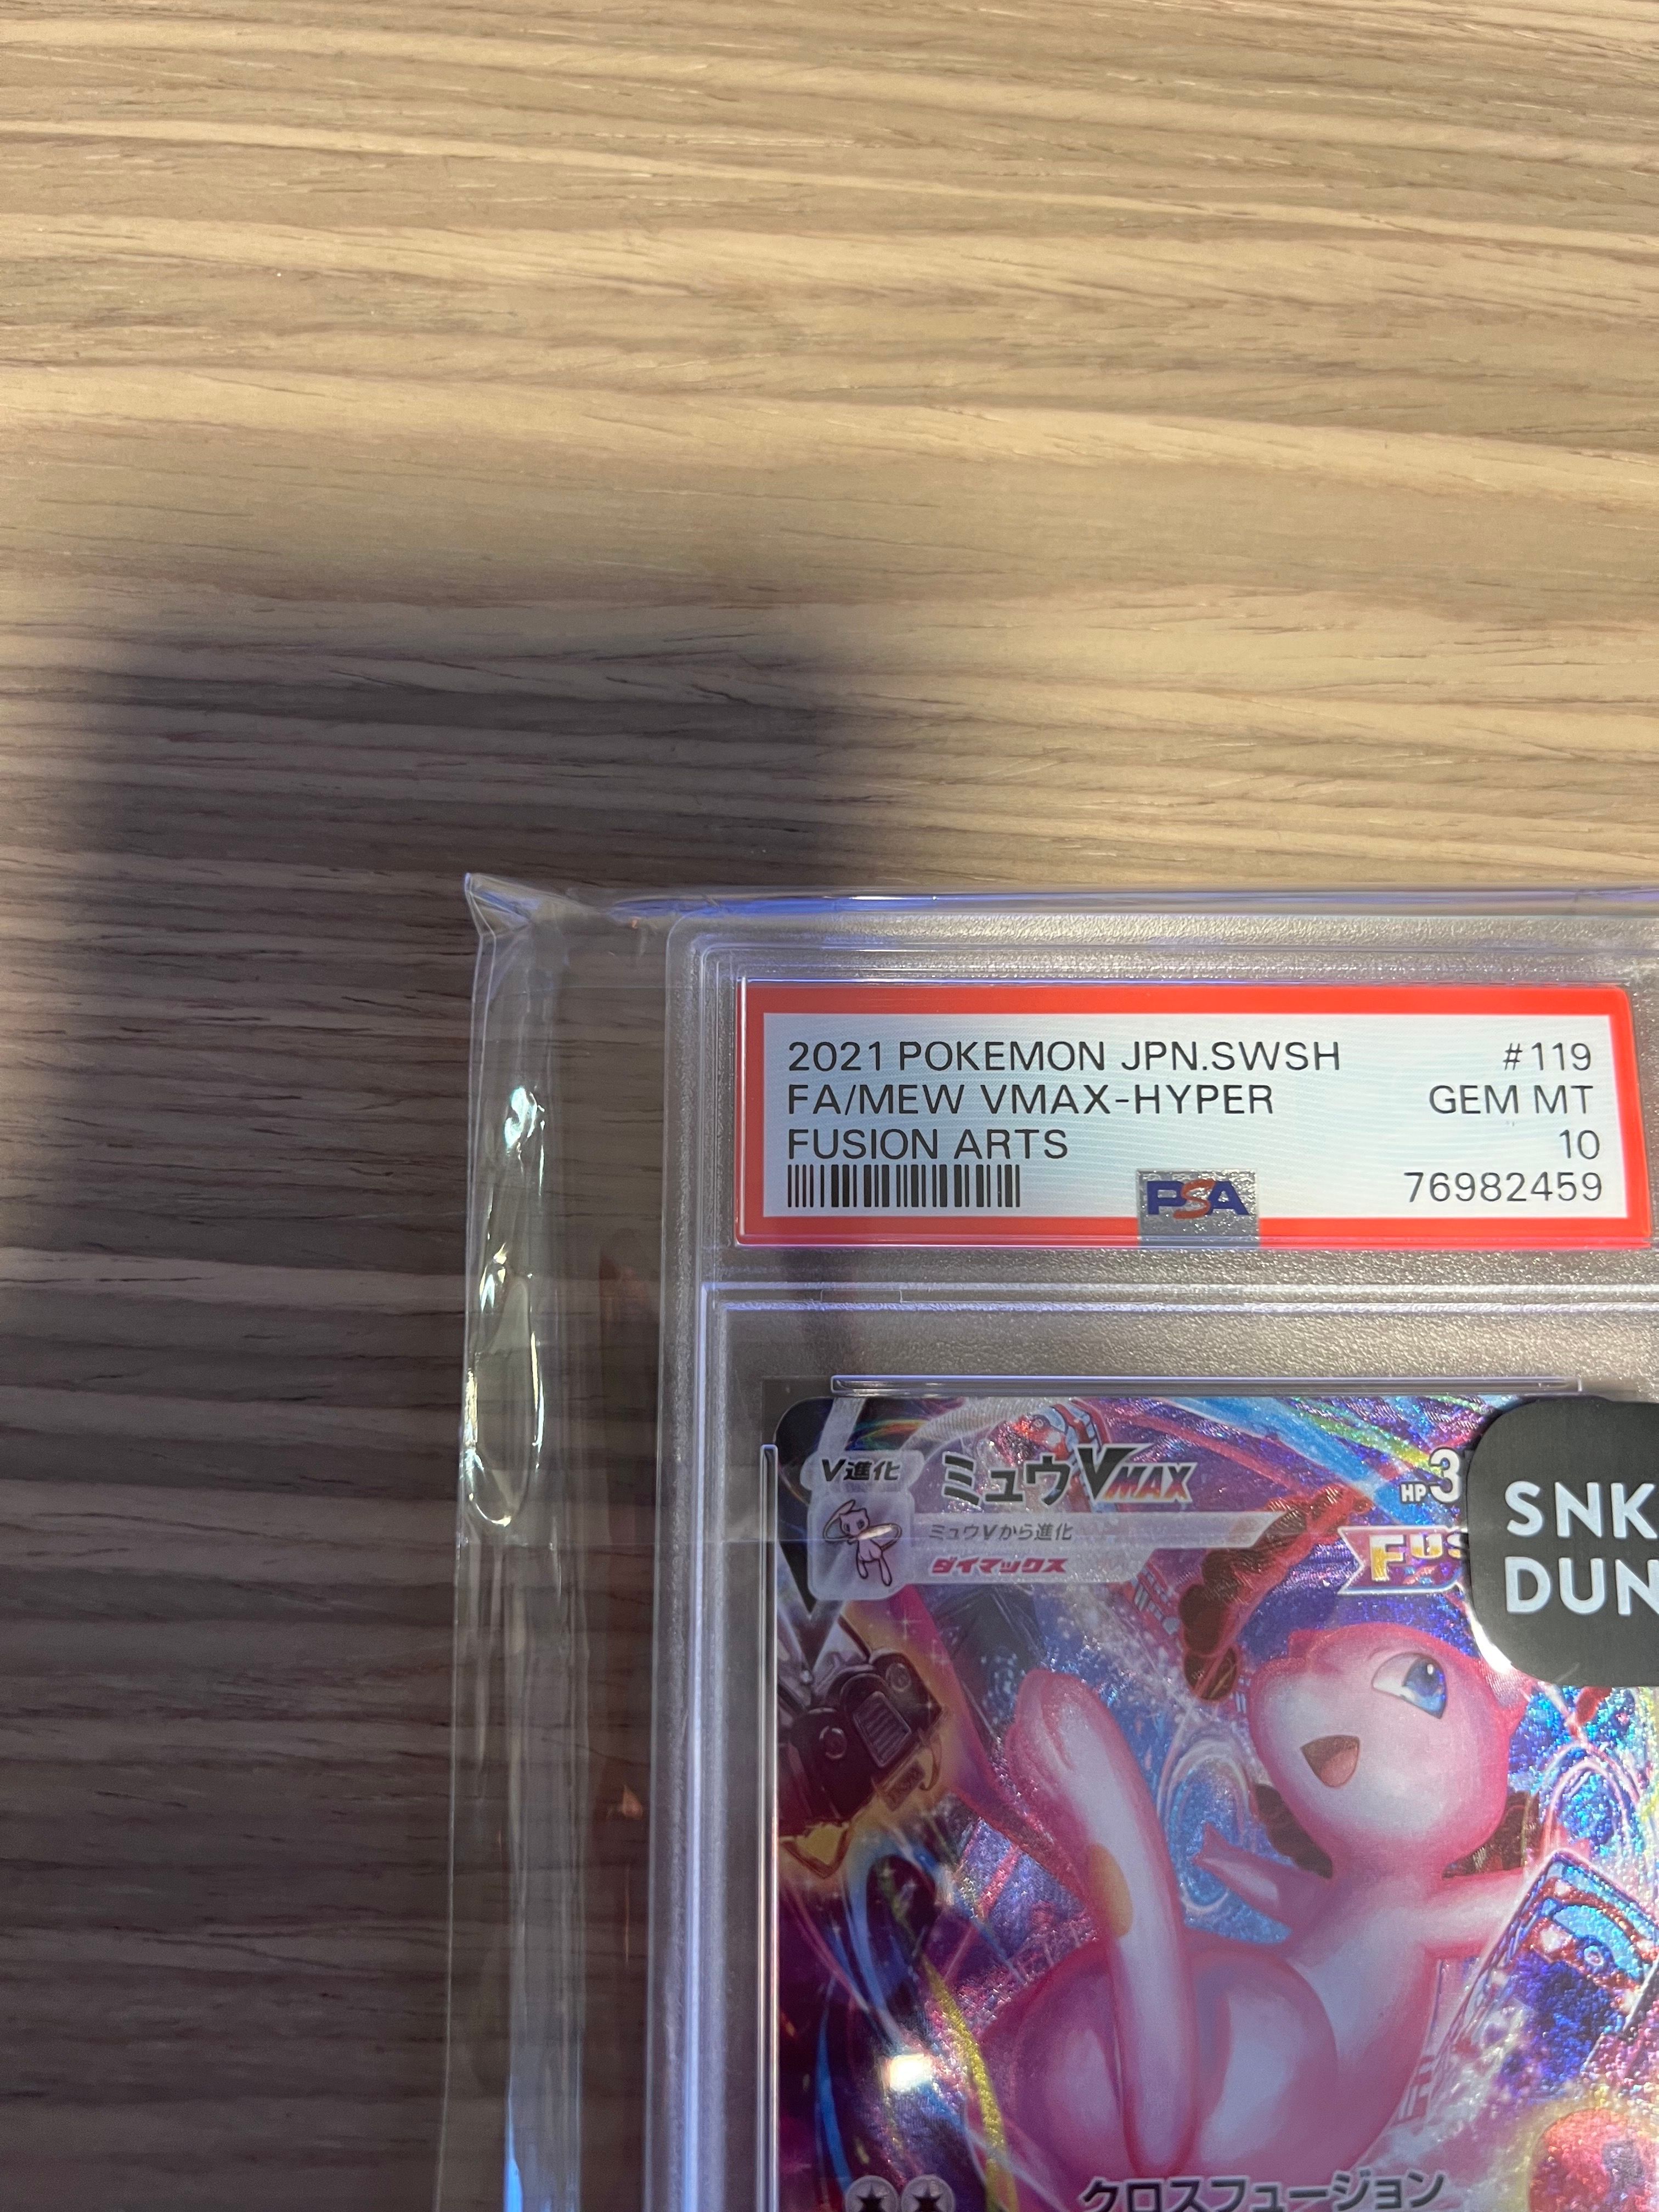 2021 POKEMON JPN.SWSH #119
FA/MEW VMAX-HYPER GEM MT
FUSION ARTS 10
PSA 76982459
V進化 ミュウVMAX HP3
ミュウVから進化
ダイマックス
FUS
SNK
DUN
クロスフュージョン